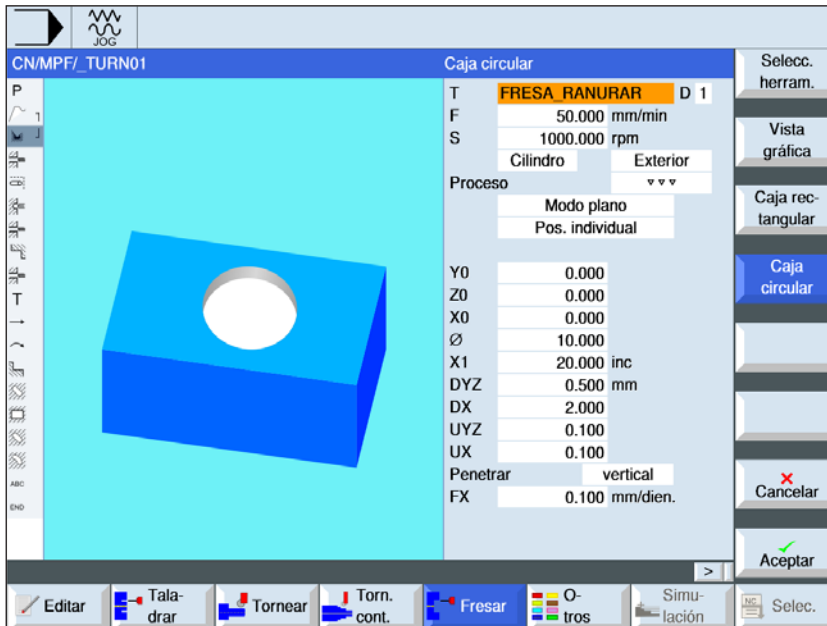 JOG
CN/MPF/_TURN01
Caja circular
P
T
ABC
END
T FRESA_RANURAR D 1
F 50.000 mm/min
S 1000.000 rpm
Cilindro Exterior
Proceso ▿▿▿
Modo plano
Pos. individual
Y0 0.000
Z0 0.000
X0 0.000
Ø 10.000
X1 20.000 inc
DYZ 0.500 mm
DX 2.000
UYZ 0.100
UX 0.100
Penetrar vertical
FX 0.100 mm/dien.
>
Selecc.
herram.
Vista
gráfica
Caja rec-
tangular
Caja
circular
Cancelar
Aceptar
Editar
Tala-
drar
Tornear
Torn.
cont.
Fresar
O-
tros
Simu-
lación
NC
Selec.